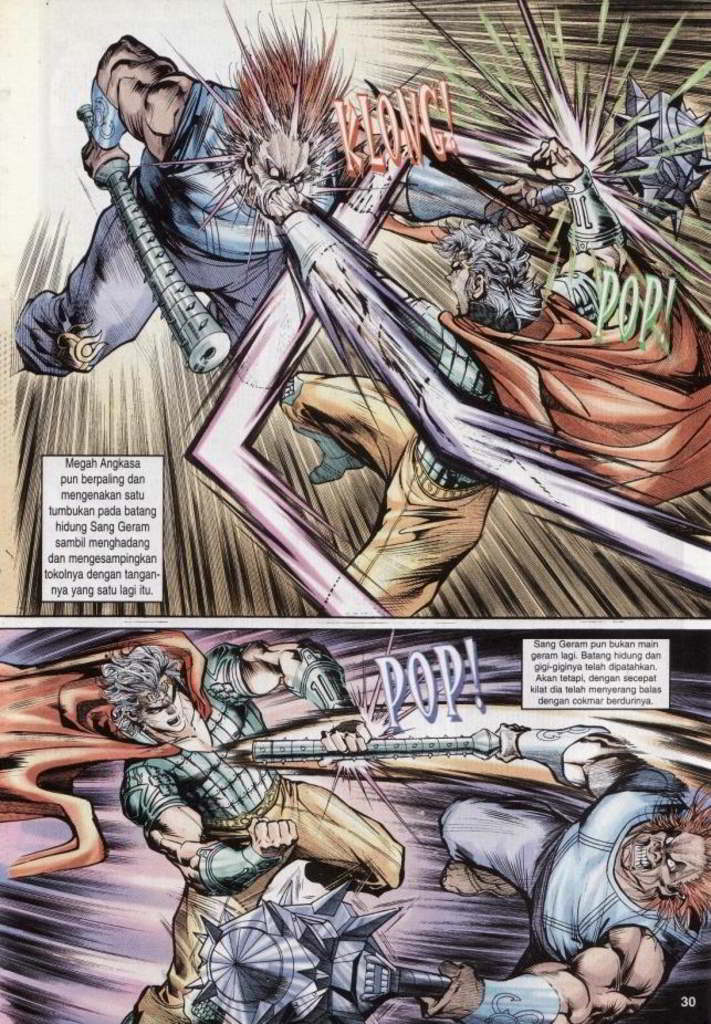 KLONG!
POP!
Megah Angkasa
pun berpaling dan
mengenakan satu
tumbukan pada batang
hidung Sang Geram
sambil menghadang
dan mengesampingkan
tokolnya dengan tangan-
nya yang satu lagi itu.
POP!
Sang Geram pun bukan main
geram lagi. Batang hidung dan
gigi-giginya telah dipatahkan.
Akan tetapi, dengan secepat
kilat dia telah menyerang balas
dengan cokmar berdurinya.
30